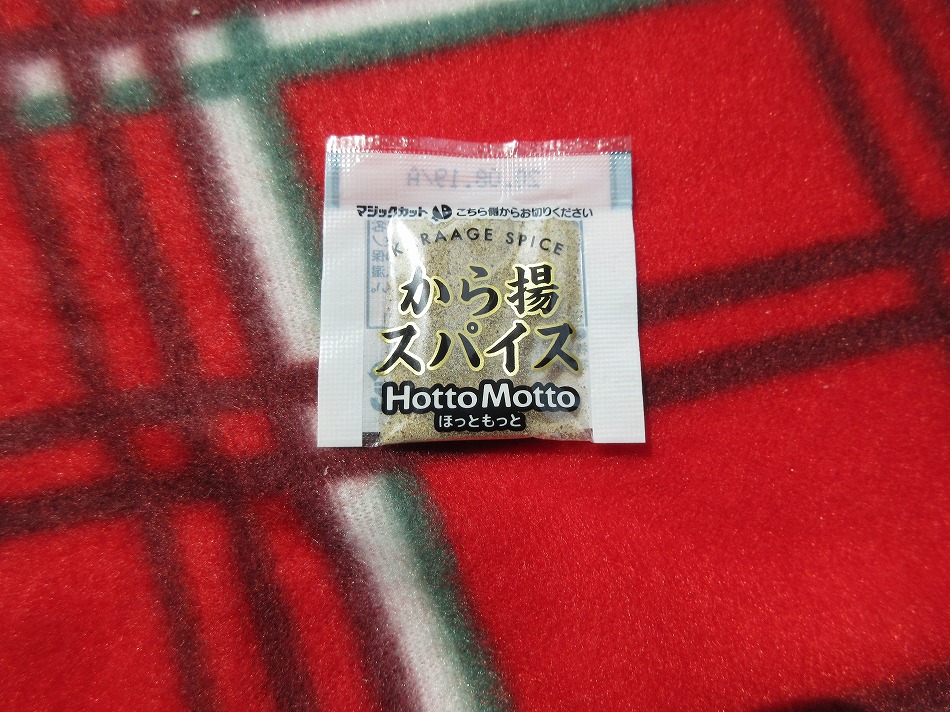 マジックカット こちら側からお切りください
KARAAGE SPICE
から揚
スパイス
HottoMotto
ほっともっと